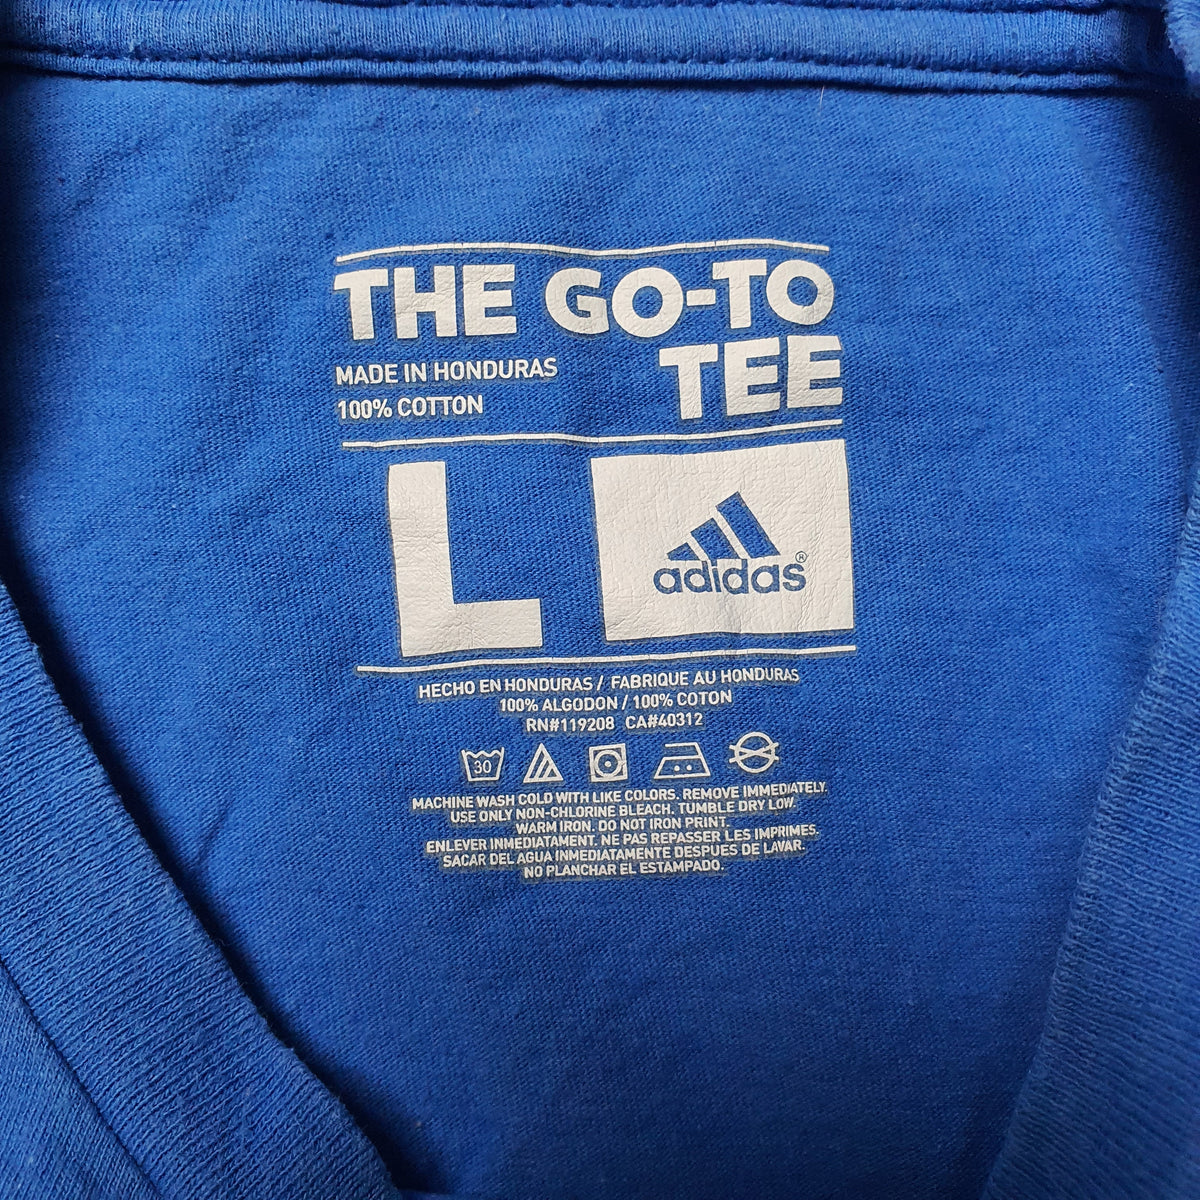 THE GO-TO
TEE
MADE IN HONDURAS
100% COTTON
L
adidas®
HECHO EN HONDURAS / FABRIQUE AU HONDURAS
100% ALGODON / 100% COTON
RN#119208 CA#40312
30
MACHINE WASH COLD WITH LIKE COLORS. REMOVE IMMEDIATELY.
USE ONLY NON-CHLORINE BLEACH. TUMBLE DRY LOW.
WARM IRON. DO NOT IRON PRINT.
ENLEVER INMEDIATAMENT. NE PAS REPASSER LES IMPRIMES.
SACAR DEL AGUA INMEDIATAMENTE DESPUES DE LAVAR.
NO PLANCHAR EL ESTAMPADO.